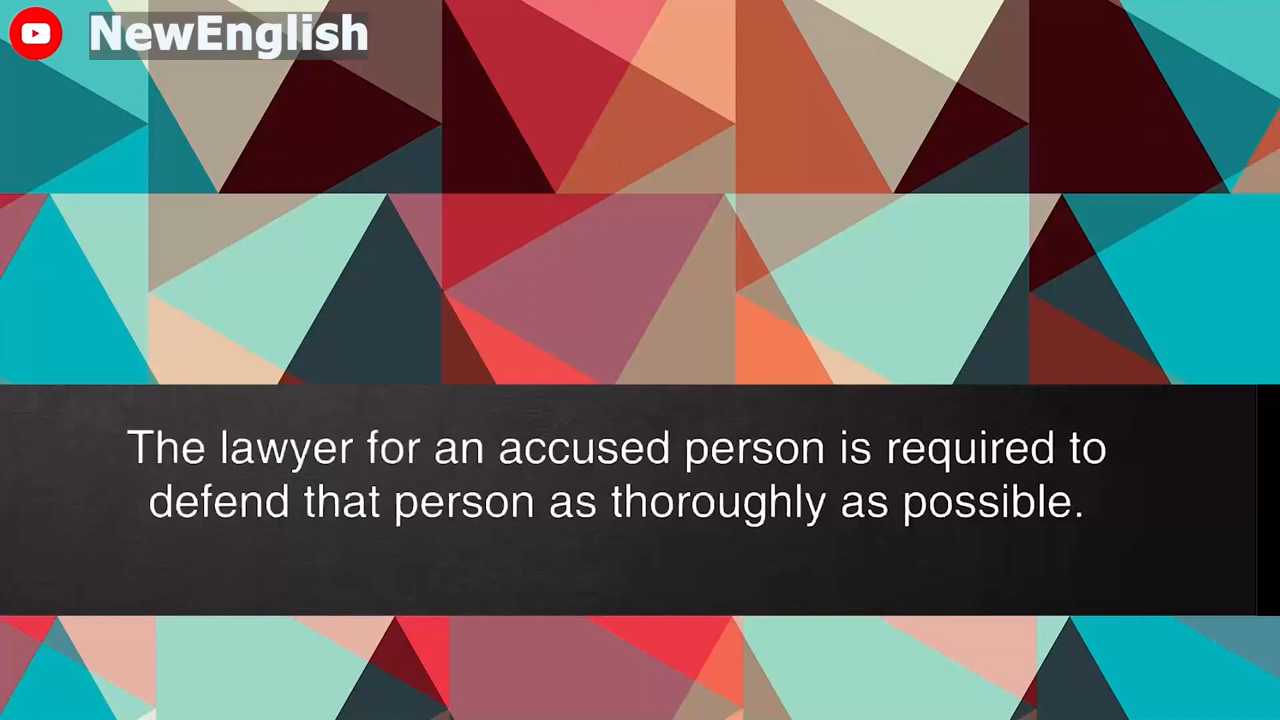 NewEnglish
The lawyer for an accused person is required to
defend that person as thoroughly as possible.